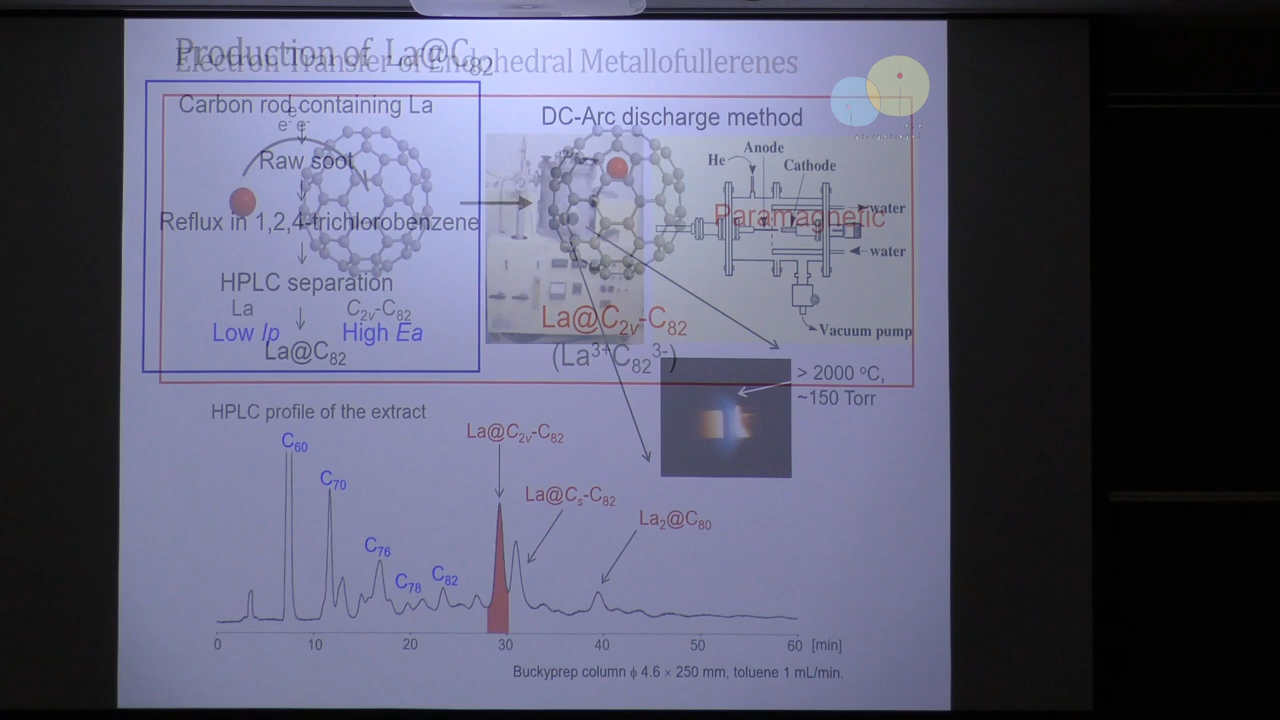 Production of La@C82
Electron Transfer of Endohedral Metallofullerenes
Carbon rod containing La
e-
e- e-
Raw soot
Reflux in 1,2,4-trichlorobenzene
HPLC separation
La
C2v-C82
Low Ip
High Ea
La@C82
DC-Arc discharge method
Anode
He
Cathode
water
Paramagnetic
water
Vacuum pump
La@C2v-C82
(La3+C82 3-)
> 2000 oC,
~150 Torr
HPLC profile of the extract
C60
C70
C76
C78
C82
La@C2v-C82
La@Cs-C82
La2@C80
0 10 20 30 40 50 60 [min]
Buckyprep column ϕ 4.6 × 250 mm, toluene 1 mL/min.